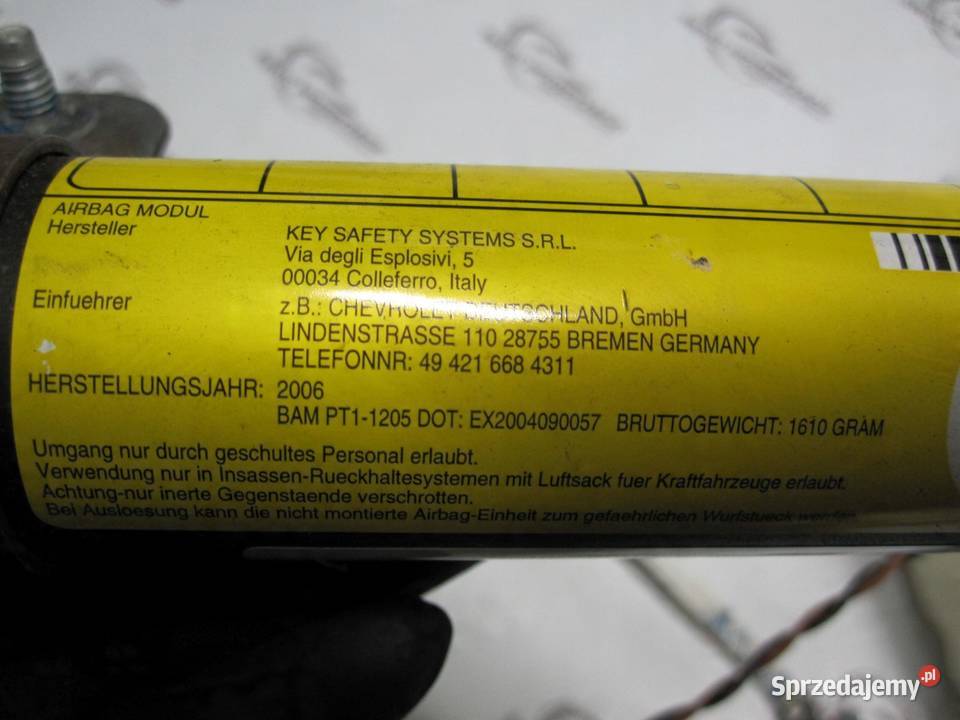 AIRBAG MODUL
Hersteller
KEY SAFETY SYSTEMS S.R.L.
Via degli Esplosivi, 5
00034 Colleferro, Italy
Einfuehrer
z.B.: CHEVROLET DEUTSCHLAND, GmbH
LINDENSTRASSE 110 28755 BREMEN GERMANY
TELEFONNR: 49 421 668 4311
HERSTELLUNGSJAHR: 2006
BAM PT1-1205 DOT: EX2004090057 BRUTTOGEWICHT: 1610 GRAM
Umgang nur durch geschultes Personal erlaubt.
Verwendung nur in Insassen-Rueckhaltesystemen mit Luftsack fuer Kraftfahrzeuge erlaubt.
Achtung-nur inerte Gegenstaende verschrotten.
Bei Ausloesung kann die nicht montierte Airbag-Einheit zum gefaehrlichen Wurfstueck werden
Sprzedajemy.pl